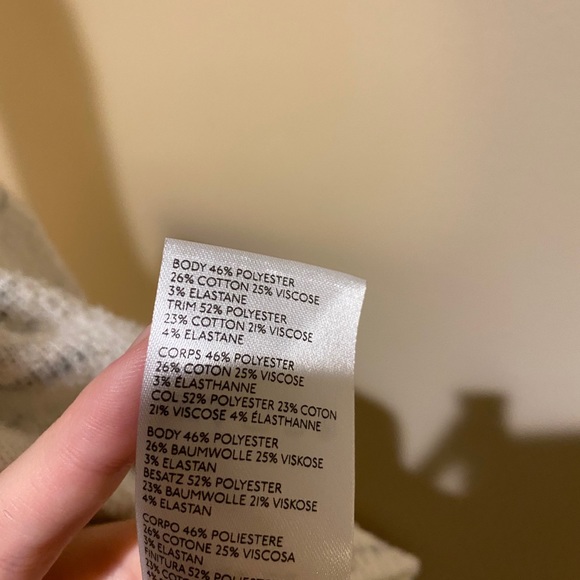 BODY 46% POLYESTER
26% COTTON 25% VISCOSE
3% ELASTANE
TRIM 52% POLYESTER
23% COTTON 21% VISCOSE
4% ELASTANE
CORPS 46% POLYESTER
26% COTON 25% VISCOSE
3% ÉLASTHANNE
COL 52% POLYESTER 23% COTON
21% VISCOSE 4% ÉLASTHANNE
BODY 46% POLYESTER
26% BAUMWOLLE 25% VISKOSE
3% ELASTAN
BESATZ 52% POLYESTER
23% BAUMWOLLE 21% VISKOSE
4% ELASTAN
CORPO 46% POLIESTERE
26% COTONE 25% VISCOSA
3% ELASTAN
FINITURA 52% POLIESTERE